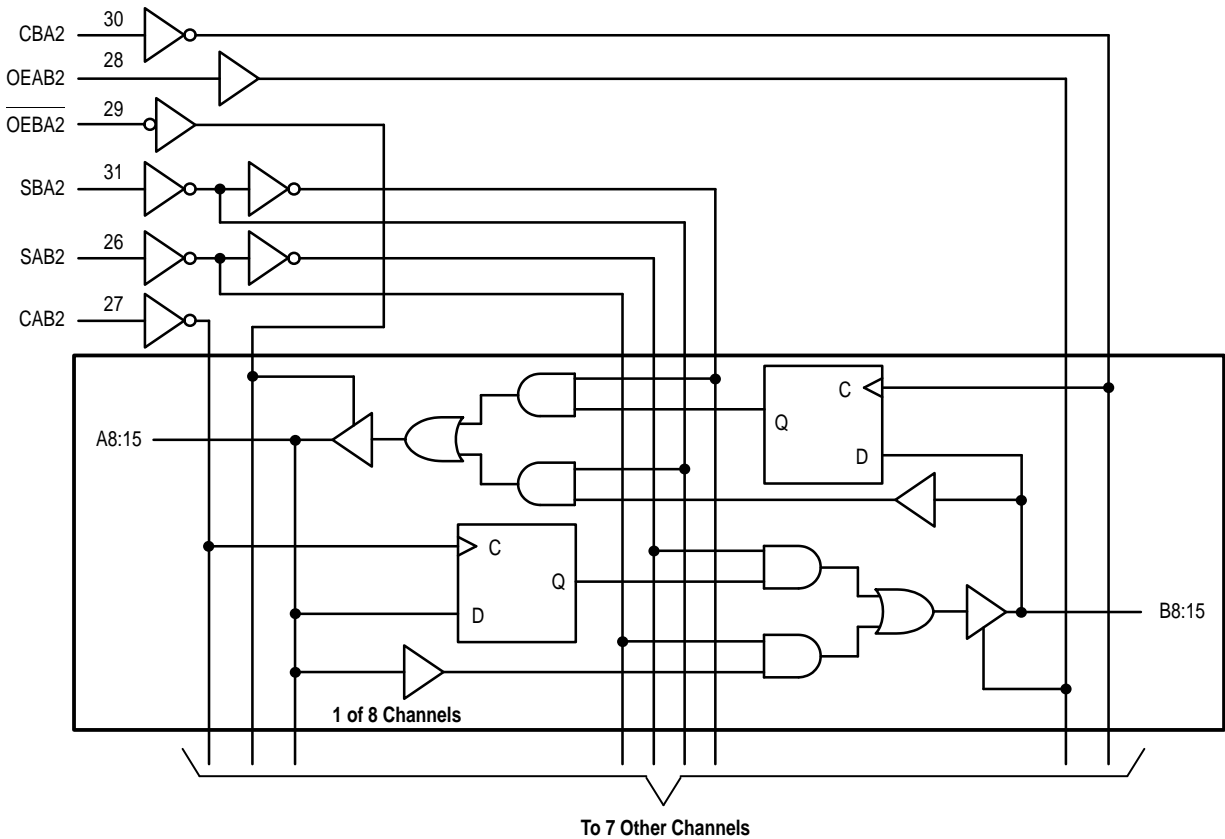 CBA2 30
OEAB2 28
OEBA2 29
SBA2 31
SAB2 26
CAB2 27
C
Q
D
A8:15
C
Q
D
B8:15
1 of 8 Channels
To 7 Other Channels